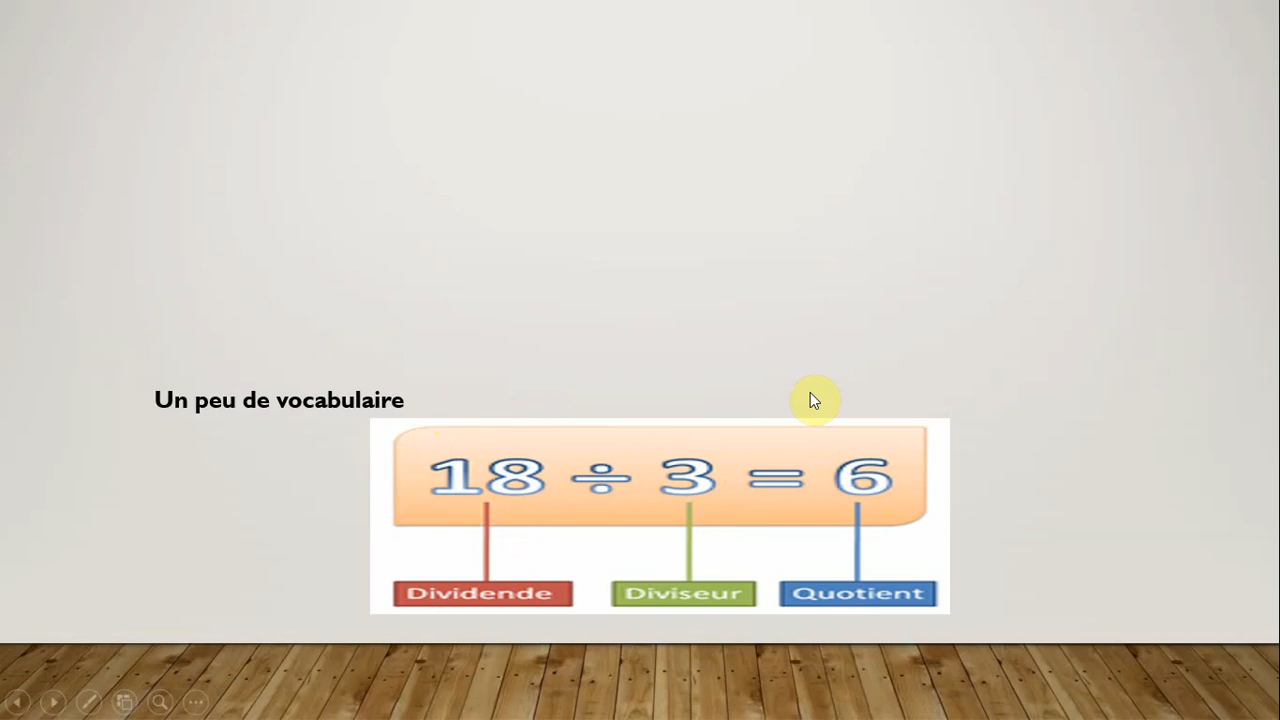 Un peu de vocabulaire
18 ÷ 3 = 6
Dividende Diviseur Quotient